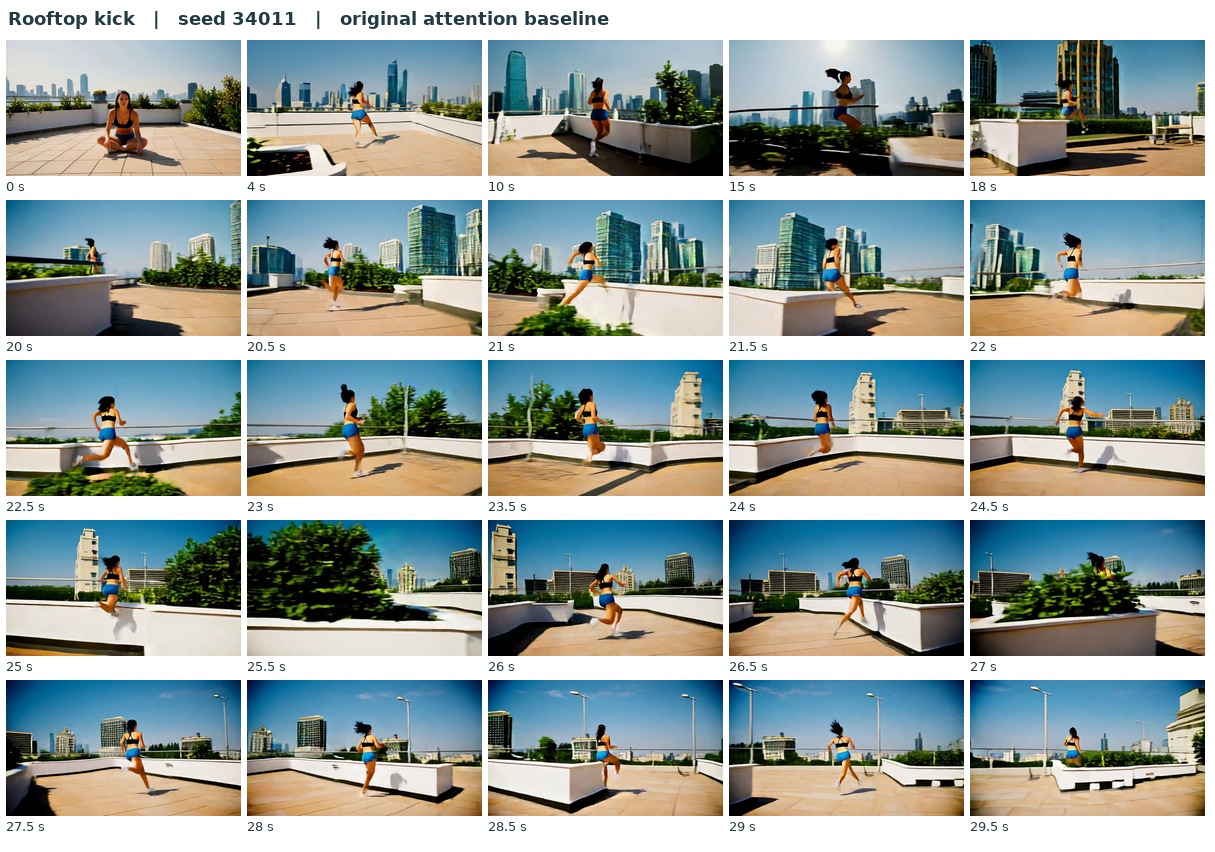 Rooftop kick | seed 34011 | original attention baseline
0 s
4 s
10 s
15 s
18 s
20 s
20.5 s
21 s
21.5 s
22 s
22.5 s
23 s
23.5 s
24 s
24.5 s
25 s
25.5 s
26 s
26.5 s
27 s
27.5 s
28 s
28.5 s
29 s
29.5 s